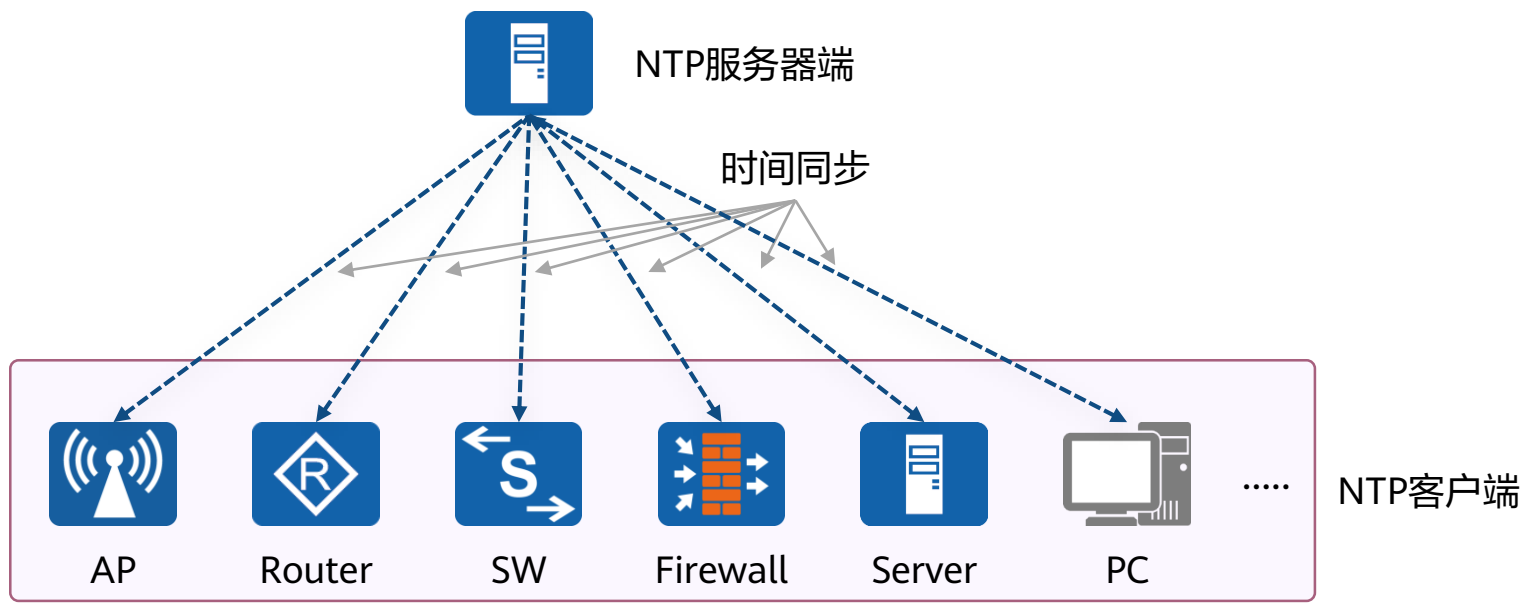 NTP服务器端
时间同步
R
S
·····
NTP客户端
AP
Router
SW
Firewall
Server
PC